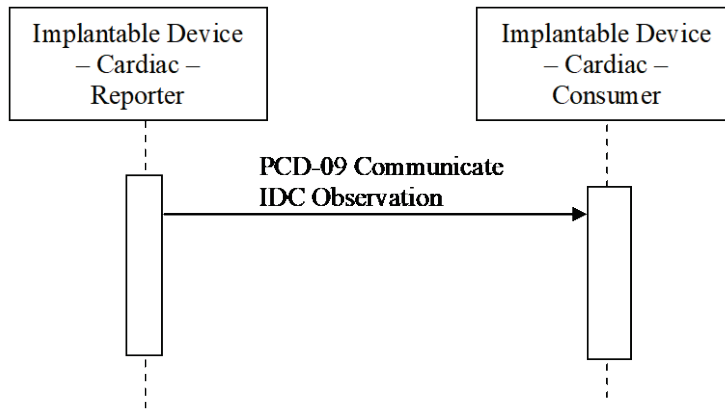 Implantable Device
– Cardiac –
Reporter
Implantable Device
– Cardiac –
Consumer
PCD-09 Communicate
IDC Observation